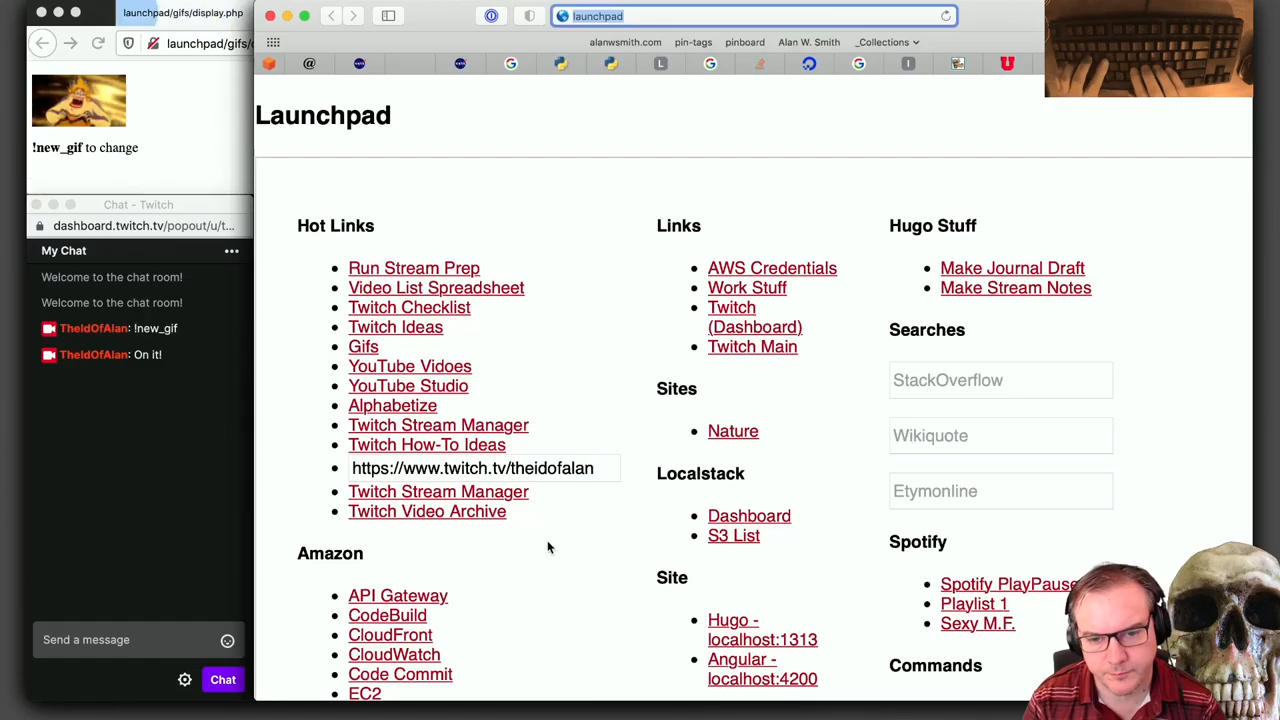 launchpad/gifs/display.php
launchpad/gifs/
!new_gif to change
Chat - Twitch
dashboard.twitch.tv/popout/u/t...
My Chat
Welcome to the chat room!
Welcome to the chat room!
TheIdOfAlan: !new_gif
TheIdOfAlan: On it!
Send a message
Chat
launchpad
alanwsmith.com pin-tags pinboard Alan W. Smith _Collections
Launchpad
Hot Links
Run Stream Prep
Video List Spreadsheet
Twitch Checklist
Twitch Ideas
Gifs
YouTube Vidoes
YouTube Studio
Alphabetize
Twitch Stream Manager
Twitch How-To Ideas
https://www.twitch.tv/theidofalan
Twitch Stream Manager
Twitch Video Archive
Amazon
API Gateway
CodeBuild
CloudFront
CloudWatch
Code Commit
EC2
Links
AWS Credentials
Work Stuff
Twitch
(Dashboard)
Twitch Main
Sites
Nature
Localstack
Dashboard
S3 List
Site
Hugo -
localhost:1313
Angular -
localhost:4200
Hugo Stuff
Make Journal Draft
Make Stream Notes
Searches
StackOverflow
Wikiquote
Etymonline
Spotify
Spotify PlayPause
Playlist 1
Sexy M.F.
Commands